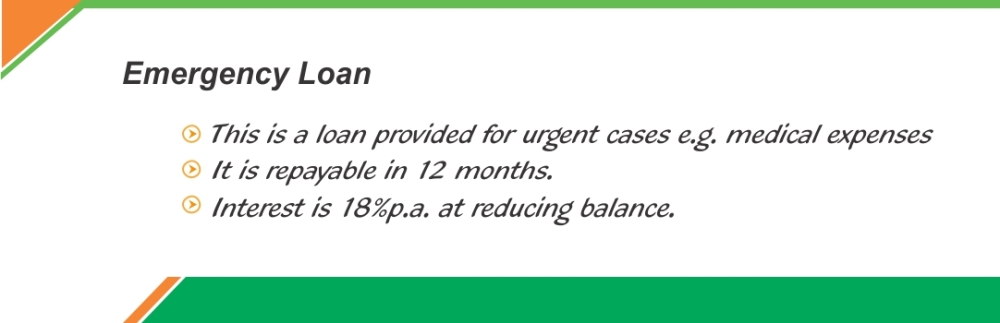 Emergency Loan
This is a loan provided for urgent cases e.g. medical expenses
It is repayable in 12 months.
Interest is 18%p.a. at reducing balance.